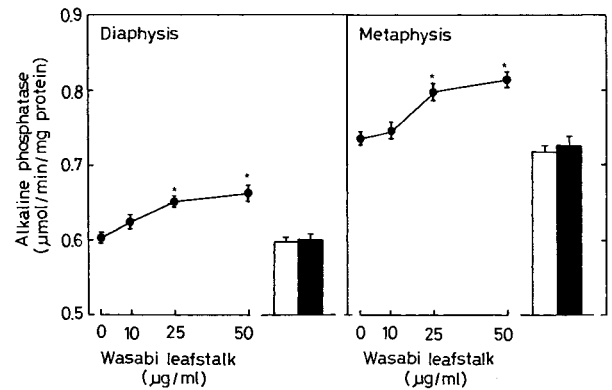 Alkaline phosphatase
(μmol/min/mg protein)
0.9
0.8
0.7
0.6
0.5
Diaphysis
*
*
0
10
25
50
Wasabi leafstalk
(μg/ml)
Metaphysis
*
*
0
10
25
50
Wasabi leafstalk
(μg/ml)